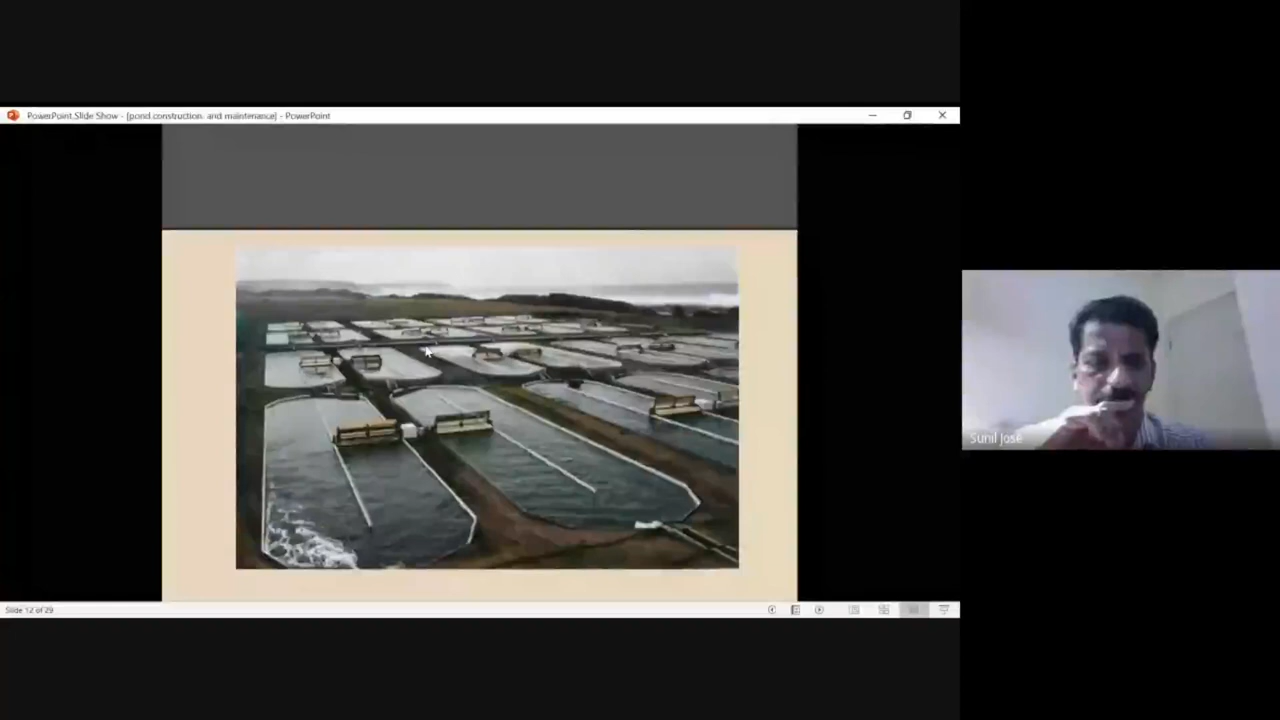 PowerPoint Slide Show - [pond construction and maintenance] - PowerPoint
Sunil Jose
Slide 12 of 29